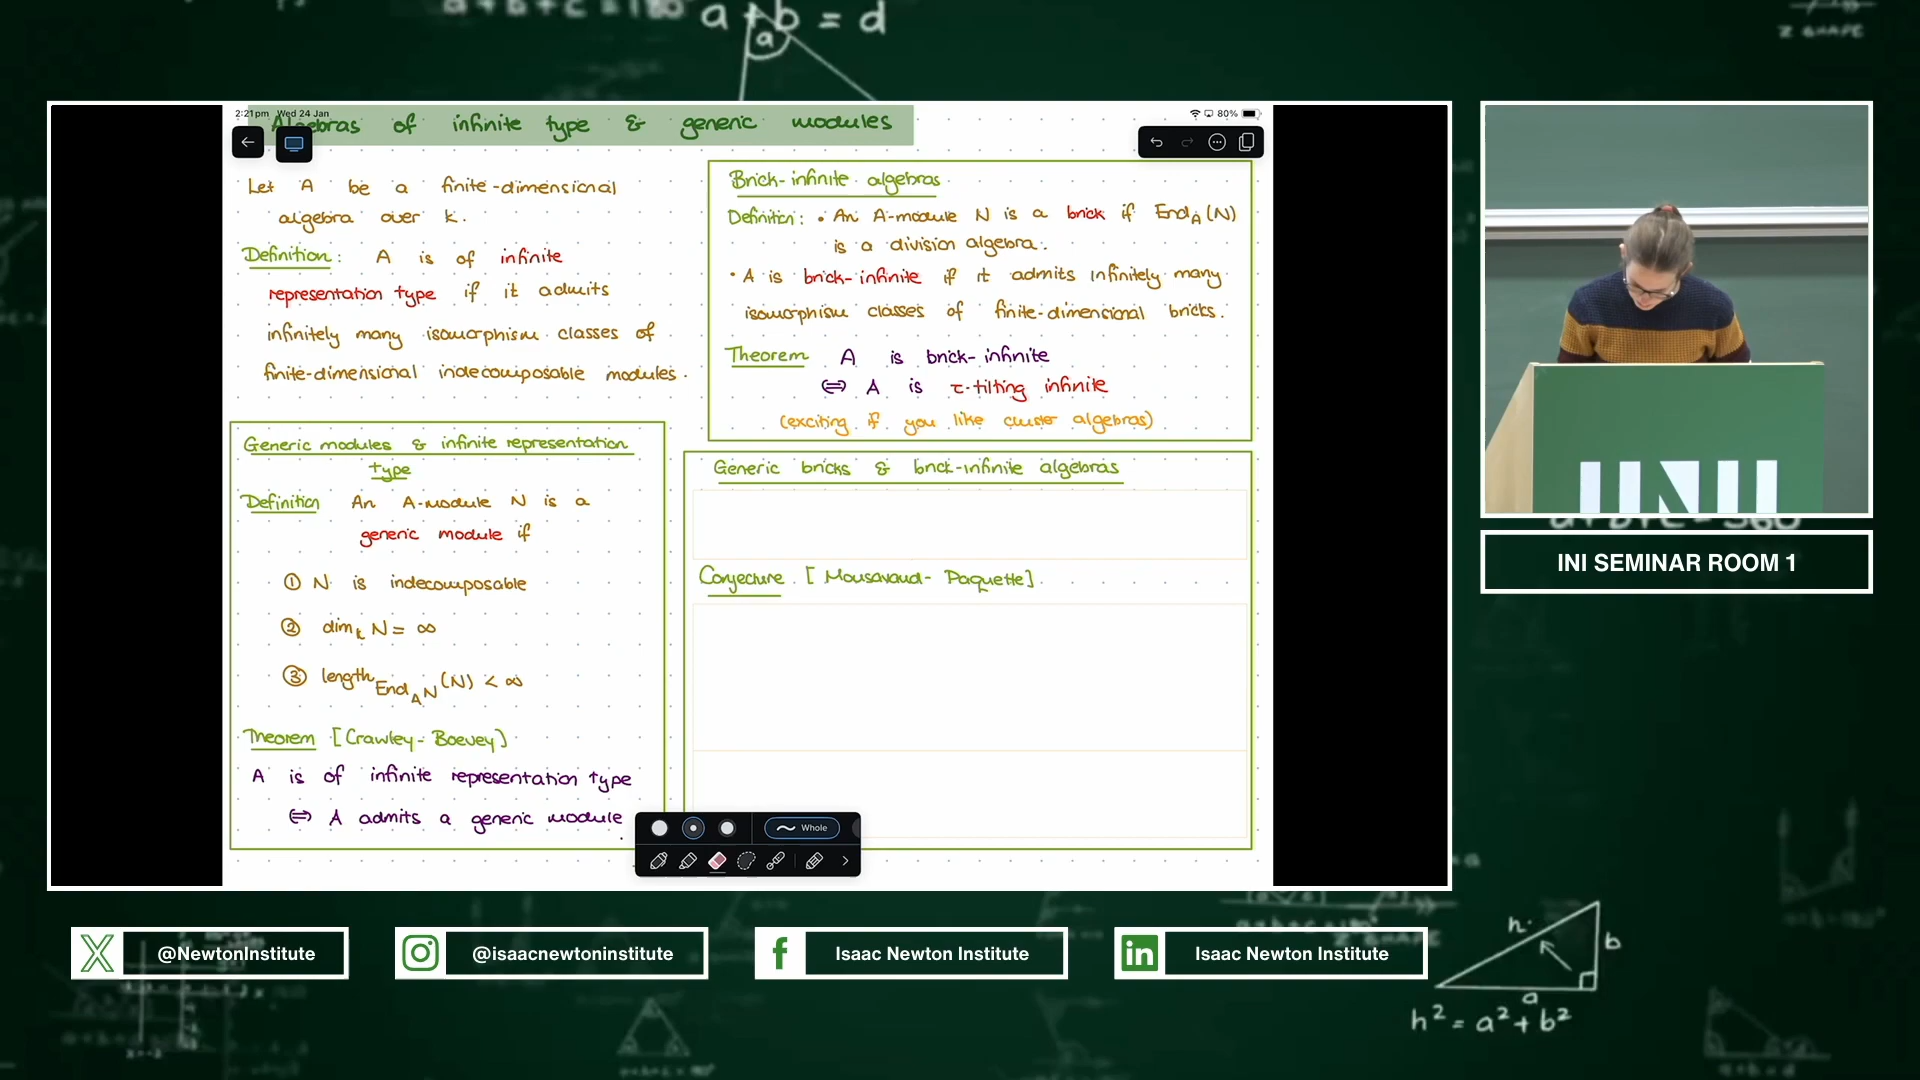 a+b = d
a
Z SHAPE
2:21pm Wed 24 Jan
80%
Algebras of infinite type & generic modules
Let A be a finite-dimensional
algebra over k.
Definition: A is of infinite
representation type if it admits
infinitely many isomorphism classes of
finite-dimensional indecomposable modules.
Generic modules & infinite representation
type
Definition An A-module N is a
generic module if
① N is indecomposable
② dim_k N = ∞
③ length_{End_A N} (N) < ∞
Theorem [Crawley-Boevey]
A is of infinite representation type
⇔ A admits a generic module
Brick-infinite algebras
Definition: • An A-module N is a brick if End_A(N)
is a division algebra.
• A is brick-infinite if it admits infinitely many
isomorphism classes of finite-dimensional bricks.
Theorem A is brick-infinite
⇔ A is τ-tilting infinite
(exciting if you like cluster algebras)
Generic bricks & brick-infinite algebras
Conjecture [Mousavand-Paquette].
Whole
INI SEMINAR ROOM 1
@NewtonInstitute
@isaacnewtoninstitute
Isaac Newton Institute
in
Isaac Newton Institute
h
b
a
h² = a² + b²